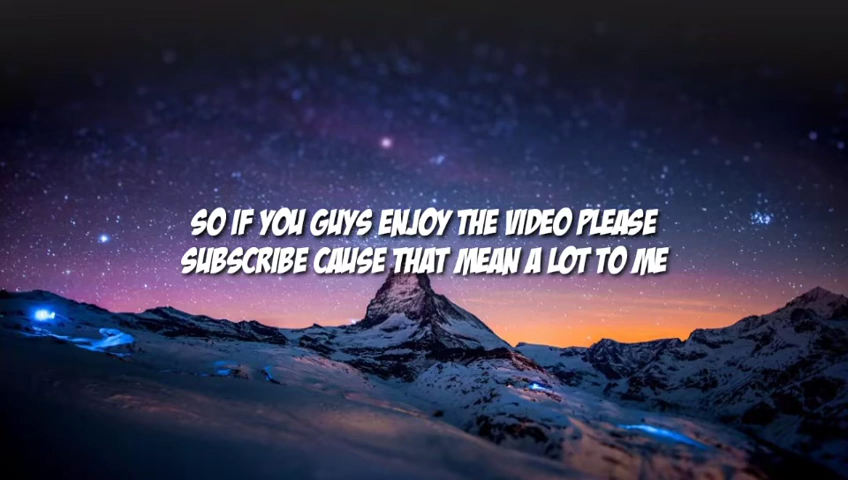 SO IF YOU GUYS ENJOY THE VIDEO PLEASE
SUBSCRIBE CAUSE THAT MEAN A LOT TO ME